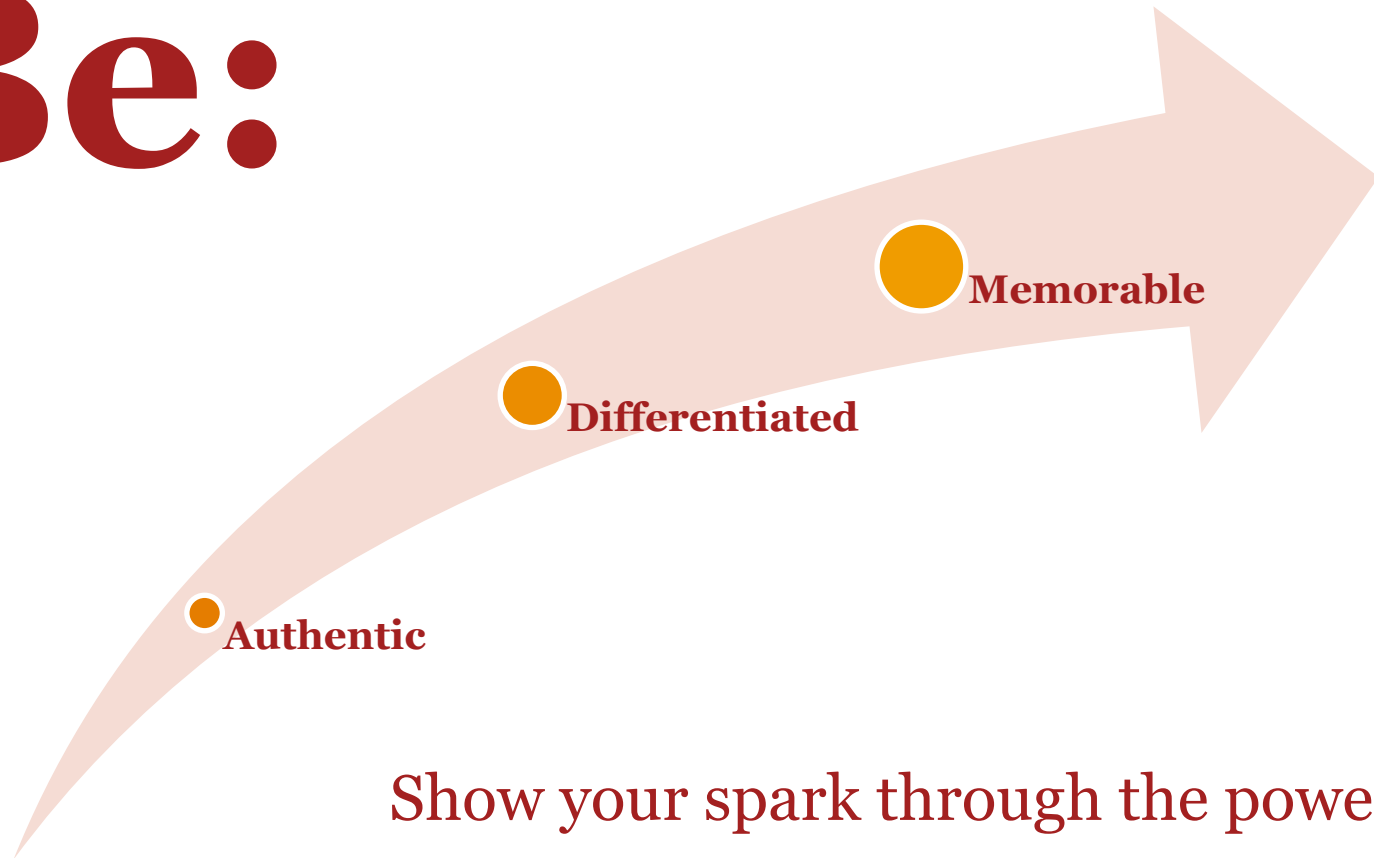 Be:
Memorable
Differentiated
Authentic
Show your spark through the powe